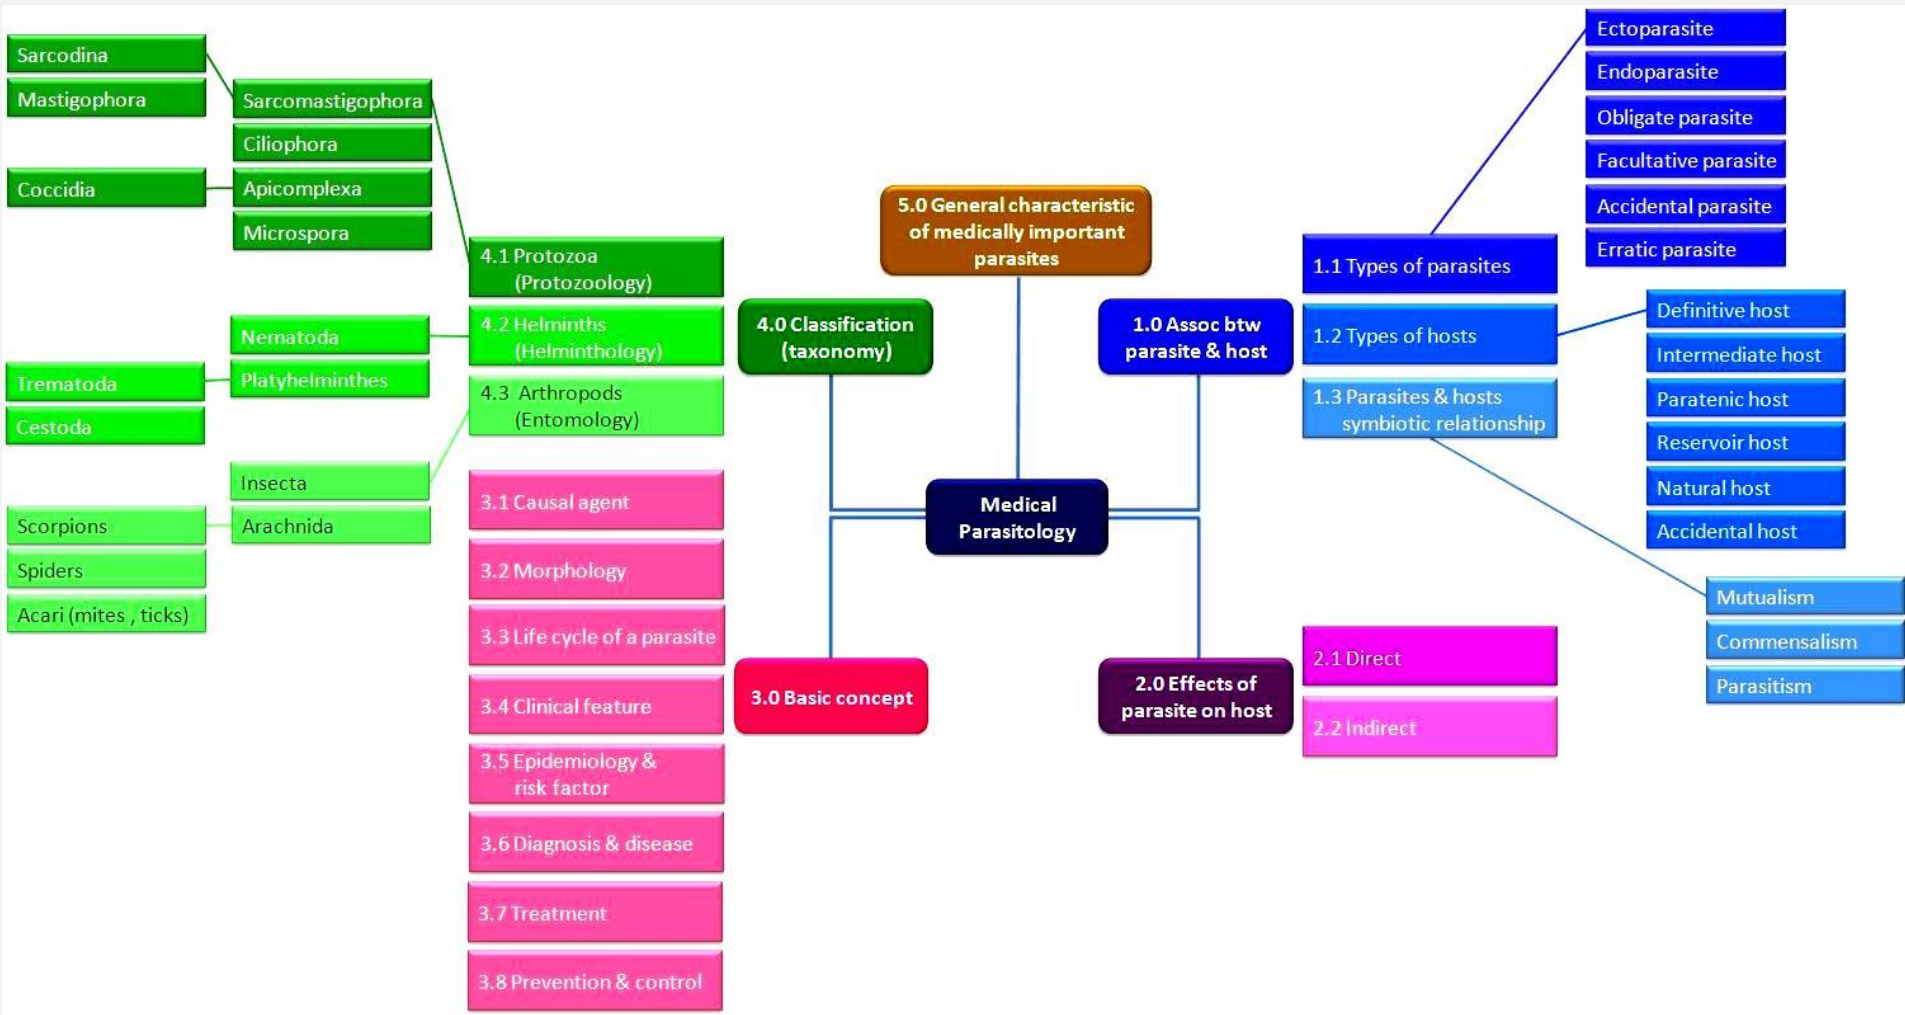 Sarcodina
Mastigophora
Coccidia
Sarcomastigophora
Ciliophora
Apicomplexa
Microspora
4.1 Protozoa
(Protozoology)
4.2 Helminths
(Helminthology)
4.3 Arthropods
(Entomology)
Nematoda
Platyhelminthes
Trematoda
Cestoda
Insecta
Arachnida
Scorpions
Spiders
Acari (mites , ticks)
3.1 Causal agent
3.2 Morphology
3.3 Life cycle of a parasite
3.4 Clinical feature
3.5 Epidemiology &
risk factor
3.6 Diagnosis & disease
3.7 Treatment
3.8 Prevention & control
5.0 General characteristic
of medically important
parasites
4.0 Classification
(taxonomy)
1.0 Assoc btw
parasite & host
Medical
Parasitology
3.0 Basic concept
2.0 Effects of
parasite on host
1.1 Types of parasites
1.2 Types of hosts
1.3 Parasites & hosts
symbiotic relationship
2.1 Direct
2.2 Indirect
Ectoparasite
Endoparasite
Obligate parasite
Facultative parasite
Accidental parasite
Erratic parasite
Definitive host
Intermediate host
Paratenic host
Reservoir host
Natural host
Accidental host
Mutualism
Commensalism
Parasitism